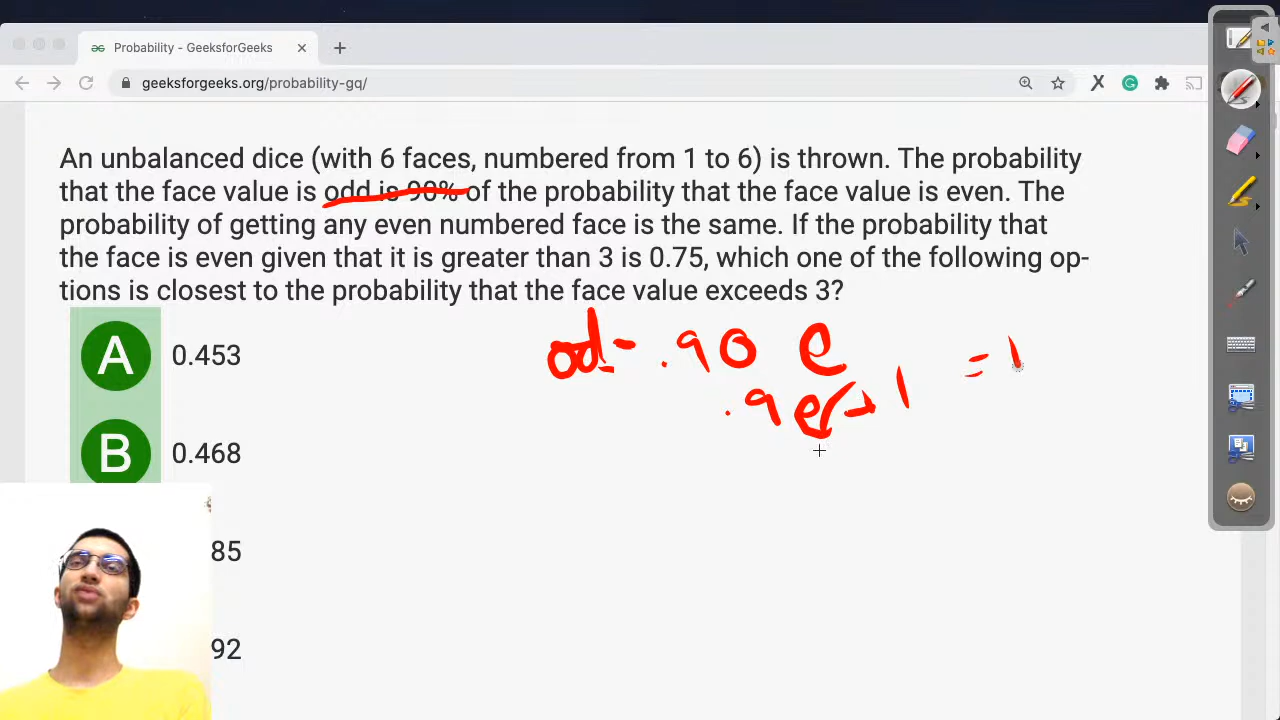 Probability - GeeksforGeeks
geeksforgeeks.org/probability-gq/
An unbalanced dice (with 6 faces, numbered from 1 to 6) is thrown. The probability
that the face value is odd is 90% of the probability that the face value is even. The
probability of getting any even numbered face is the same. If the probability that
the face is even given that it is greater than 3 is 0.75, which one of the following op-
tions is closest to the probability that the face value exceeds 3?
od = .90 e
A 0.453
.9 e + 1 = 1
B 0.468
85
92